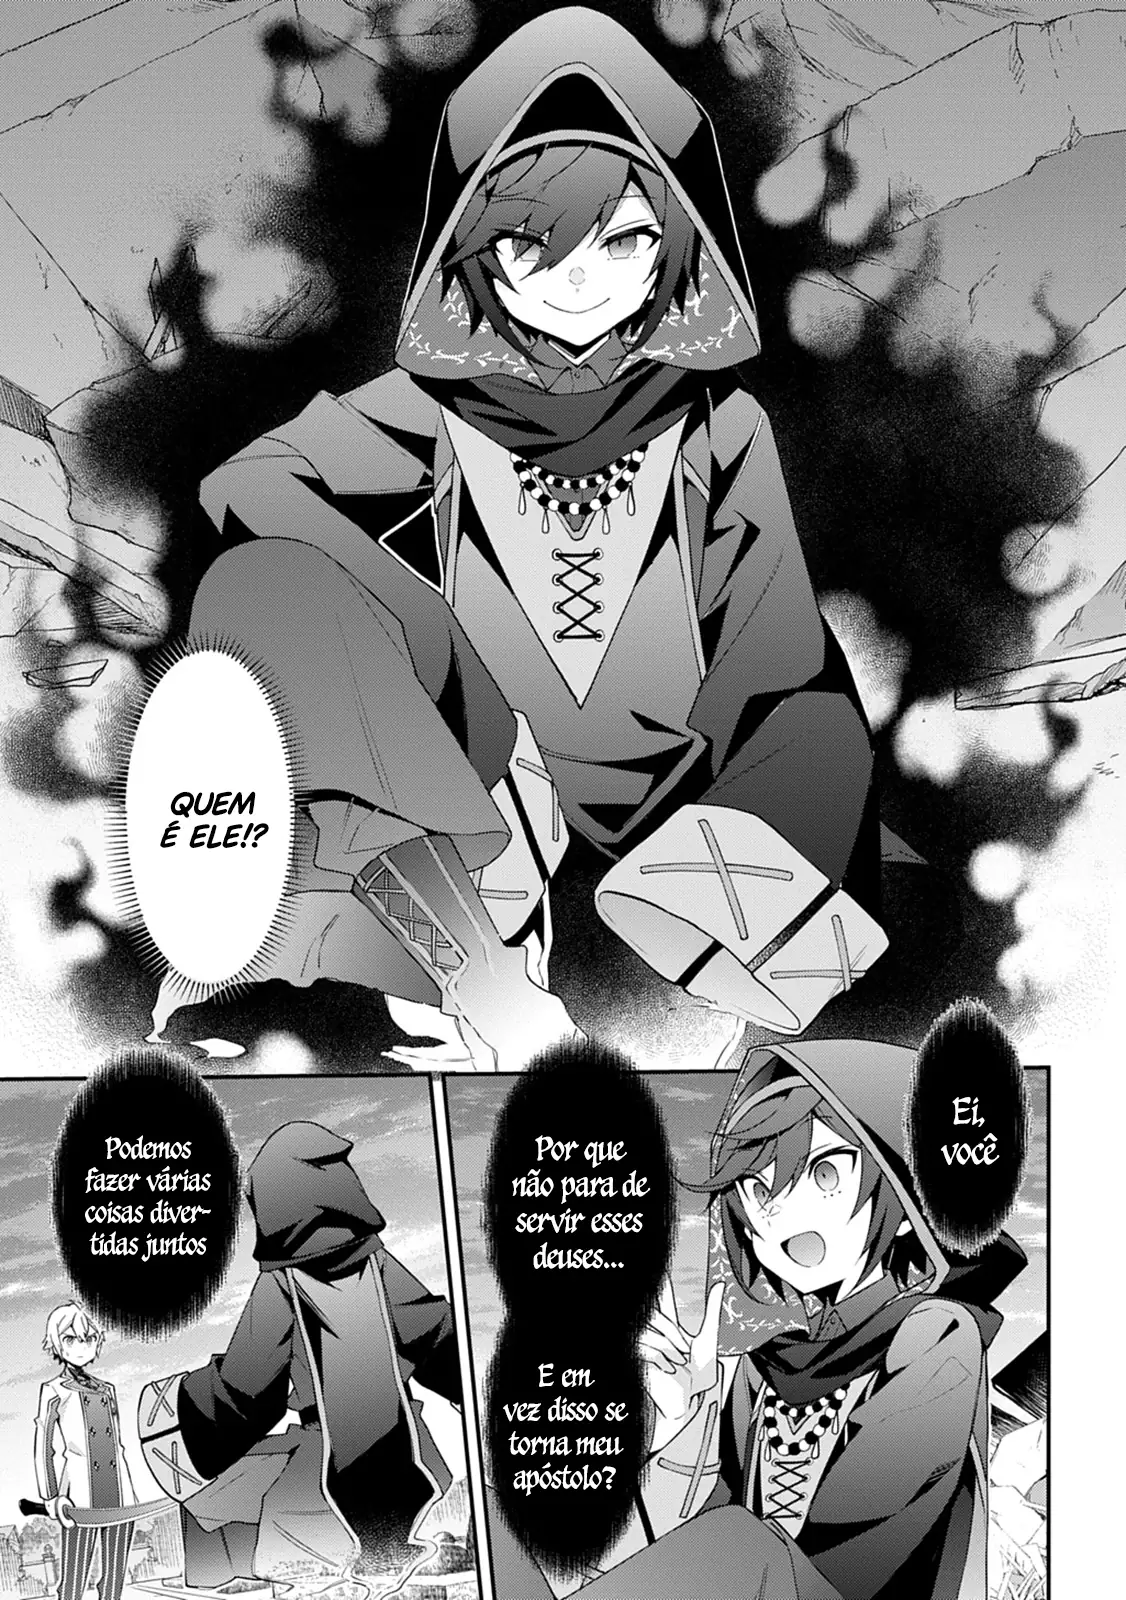 QUEM
É ELE!?
Ei,
você
Por que
não para de
servir esses
deuses...
E em
vez disso se
torna meu
apóstolo?
Podemos
fazer várias
coisas diver-
tidas juntos